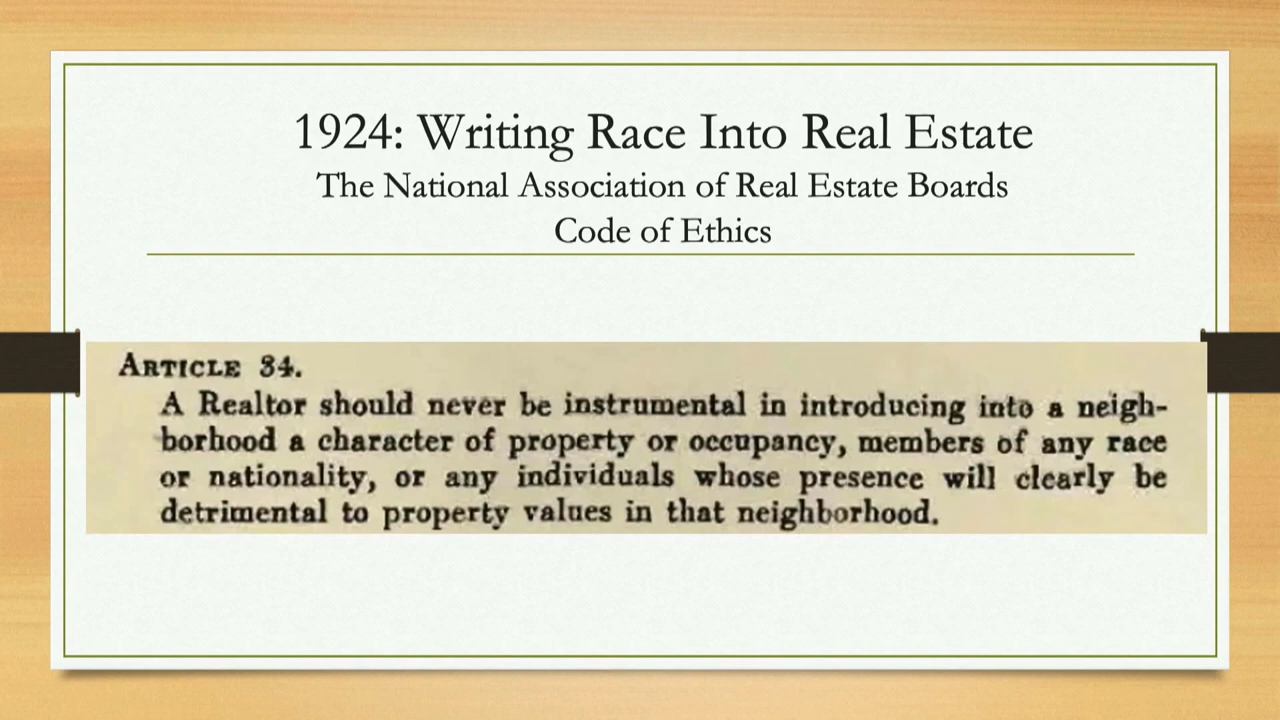 1924: Writing Race Into Real Estate
The National Association of Real Estate Boards
Code of Ethics
ARTICLE 34.
A Realtor should never be instrumental in introducing into a neigh-
borhood a character of property or occupancy, members of any race
or nationality, or any individuals whose presence will clearly be
detrimental to property values in that neighborhood.